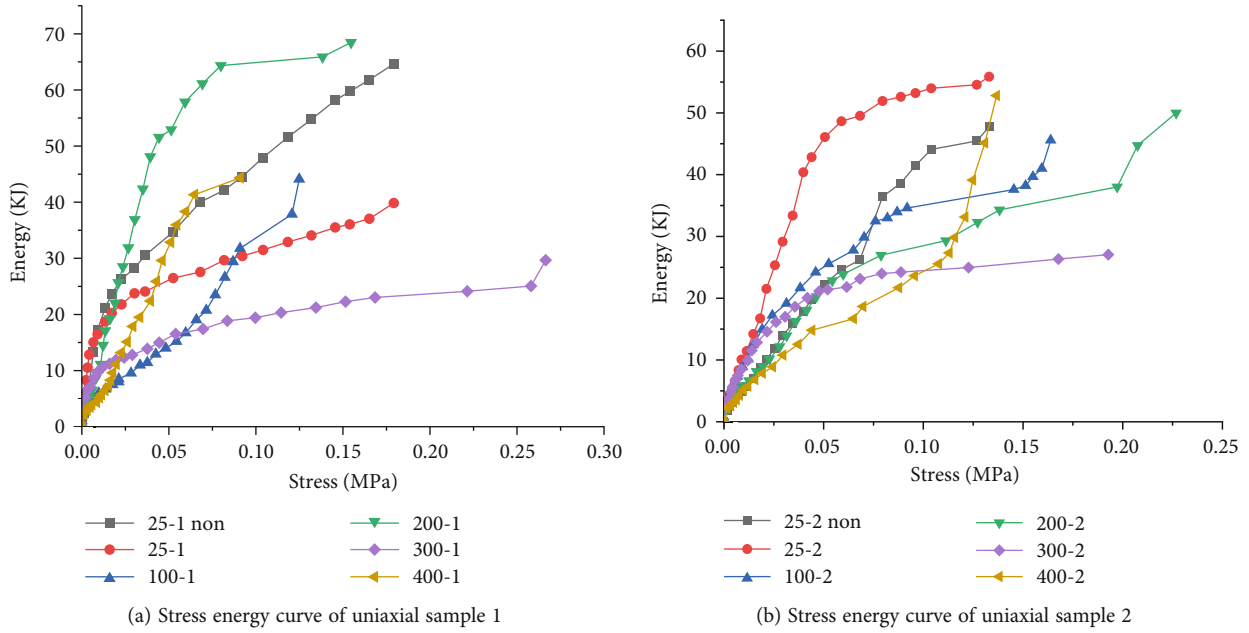 70
60
50
40
30
20
10
0
Energy (KJ)
0.00 0.05 0.10 0.15 0.20 0.25 0.30
Stress (MPa)
25-1 non
25-1
100-1
200-1
300-1
400-1
(a) Stress energy curve of uniaxial sample 1
60
50
40
30
20
10
0
Energy (KJ)
0.00 0.05 0.10 0.15 0.20 0.25
Stress (MPa)
25-2 non
25-2
100-2
200-2
300-2
400-2
(b) Stress energy curve of uniaxial sample 2